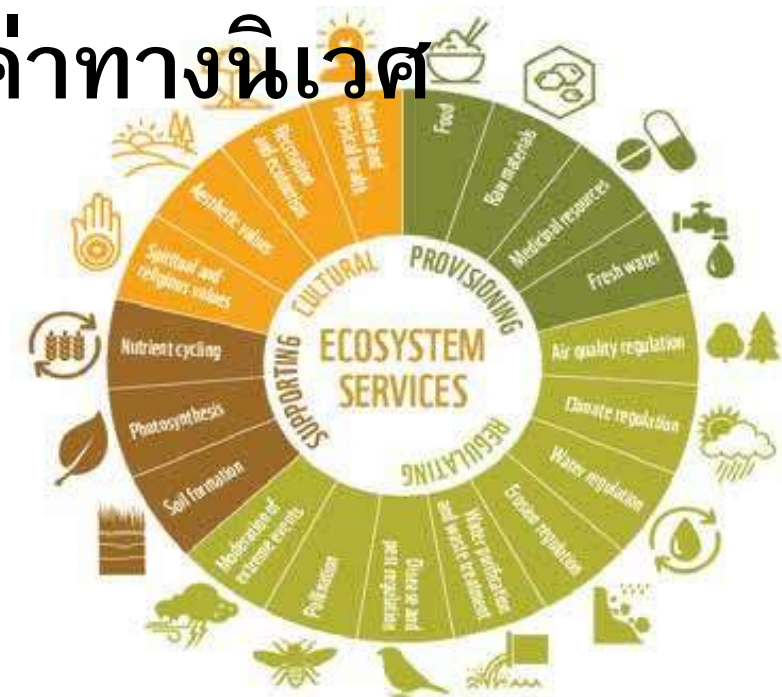 ค่าทางนิเวศ
Mental and
physical health
Recreation
and ecotourism
Aesthetic values
Spiritual and
religious values
Nutrient cycling
Photosynthesis
Soil formation
Moderation of
extreme events
Pollination
Disease and
pest regulation
Water purification
and waste treatment
Erosion regulation
Water regulation
Climate regulation
Air quality regulation
Fresh water
Medicinal resources
Raw materials
Food
CULTURAL
PROVISIONING
SUPPORTING
REGULATING
ECOSYSTEM
SERVICES